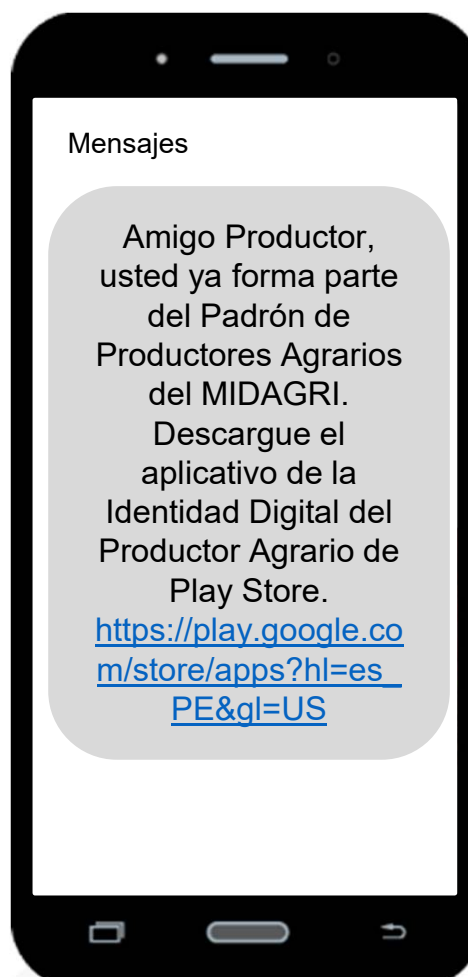 Mensajes
Amigo Productor,
usted ya forma parte
del Padrón de
Productores Agrarios
del MIDAGRI.
Descargue el
aplicativo de la
Identidad Digital del
Productor Agrario de
Play Store.
https://play.google.co
m/store/apps?hl=es_
PE&gl=US